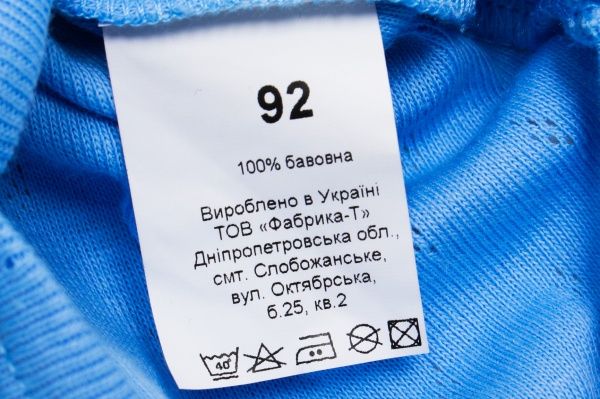 92
100% бавовна
Вироблено в Україні
ТОВ «Фабрика-Т»
Дніпропетровська обл.,
смт. Слобожанське,
вул. Октябрська,
б.25, кв.2
40°